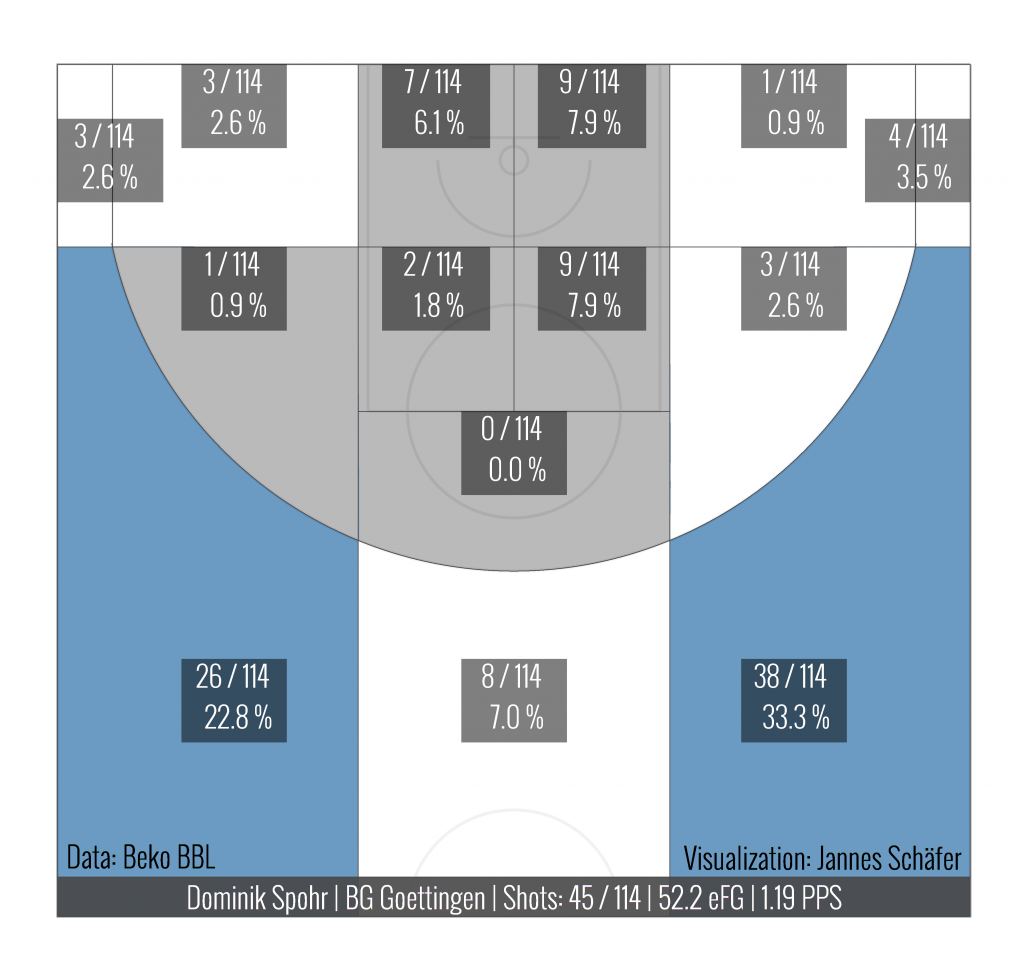 3 / 114
2.6 %
7 / 114
6.1 %
9 / 114
7.9 %
1 / 114
0.9 %
3 / 114
2.6 %
4 / 114
3.5 %
1 / 114
0.9 %
2 / 114
1.8 %
9 / 114
7.9 %
3 / 114
2.6 %
0 / 114
0.0 %
26 / 114
22.8 %
8 / 114
7.0 %
38 / 114
33.3 %
Data: Beko BBL
Visualization: Jannes Schäfer
Dominik Spohr | BG Goettingen | Shots: 45 / 114 | 52.2 eFG | 1.19 PPS